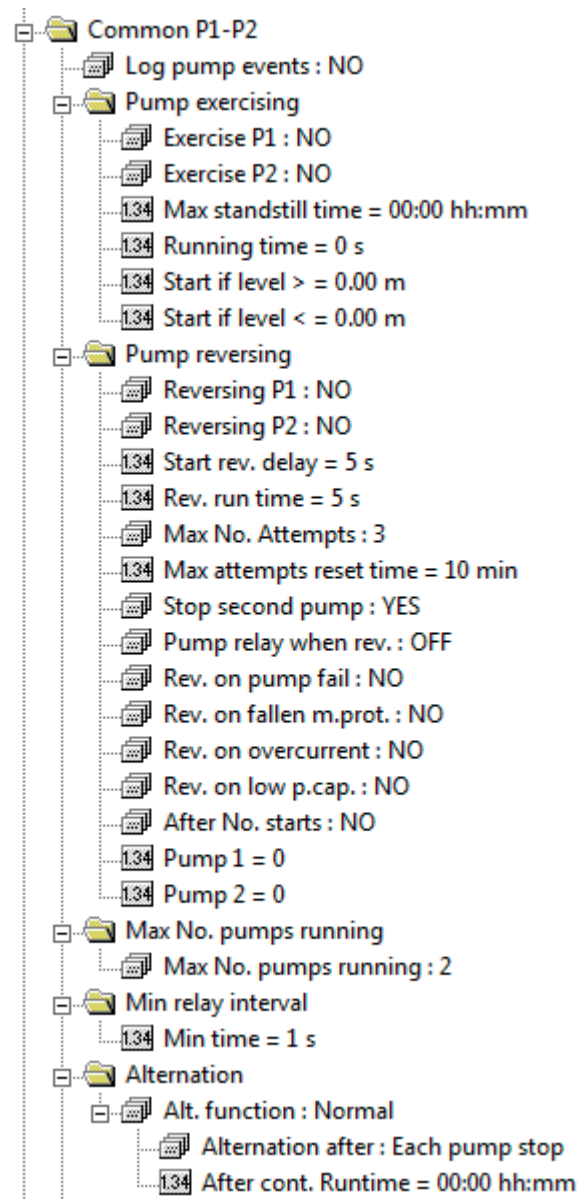 Common P1-P2
Log pump events : NO
Pump exercising
Exercise P1 : NO
Exercise P2 : NO
1.34 Max standstill time = 00:00 hh:mm
1.34 Running time = 0 s
1.34 Start if level > = 0.00 m
1.34 Start if level < = 0.00 m
Pump reversing
Reversing P1 : NO
Reversing P2 : NO
1.34 Start rev. delay = 5 s
1.34 Rev. run time = 5 s
Max No. Attempts : 3
1.34 Max attempts reset time = 10 min
Stop second pump : YES
Pump relay when rev. : OFF
Rev. on pump fail : NO
Rev. on fallen m.prot. : NO
Rev. on overcurrent : NO
Rev. on low p.cap. : NO
After No. starts : NO
1.34 Pump 1 = 0
1.34 Pump 2 = 0
Max No. pumps running
Max No. pumps running : 2
Min relay interval
1.34 Min time = 1 s
Alternation
Alt. function : Normal
Alternation after : Each pump stop
1.34 After cont. Runtime = 00:00 hh:mm